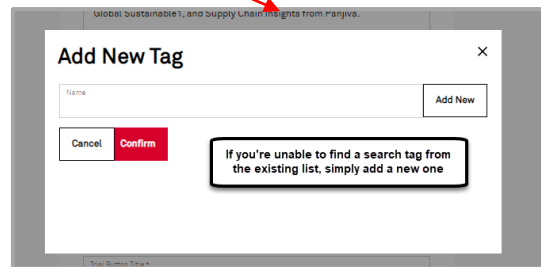 Global Sustainable1, and Supply Chain Insights from Panjiva.
Add New Tag
Name
Add New
Cancel
Confirm
If you're unable to find a search tag from
the existing list, simply add a new one
Trial Button Title *